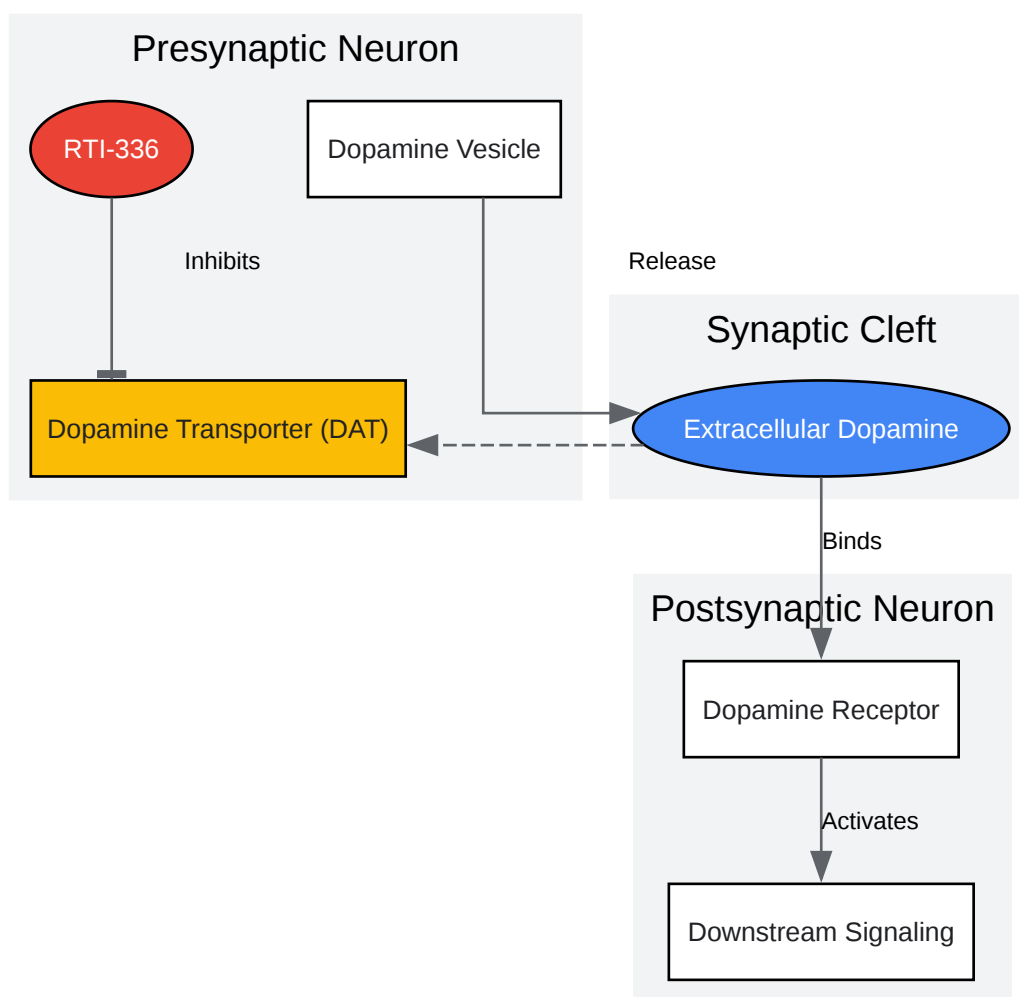 Presynaptic Neuron
RTI-336
Dopamine Vesicle
Inhibits
Release
Synaptic Cleft
Dopamine Transporter (DAT)
Extracellular Dopamine
Binds
Postsynaptic Neuron
Dopamine Receptor
Activates
Downstream Signaling